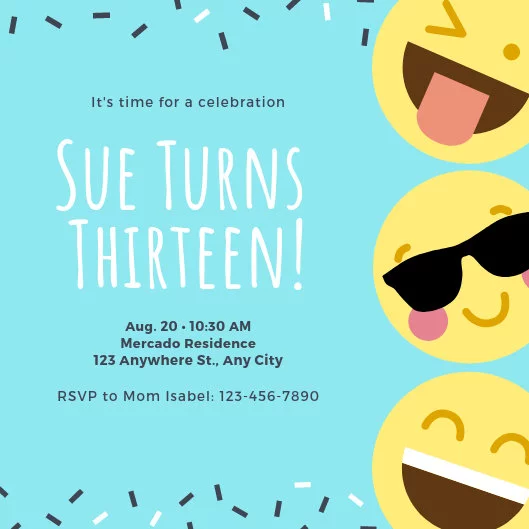 It's time for a celebration
Sue Turns
Thirteen!
Aug. 20 • 10:30 AM
Mercado Residence
123 Anywhere St., Any City
RSVP to Mom Isabel: 123-456-7890